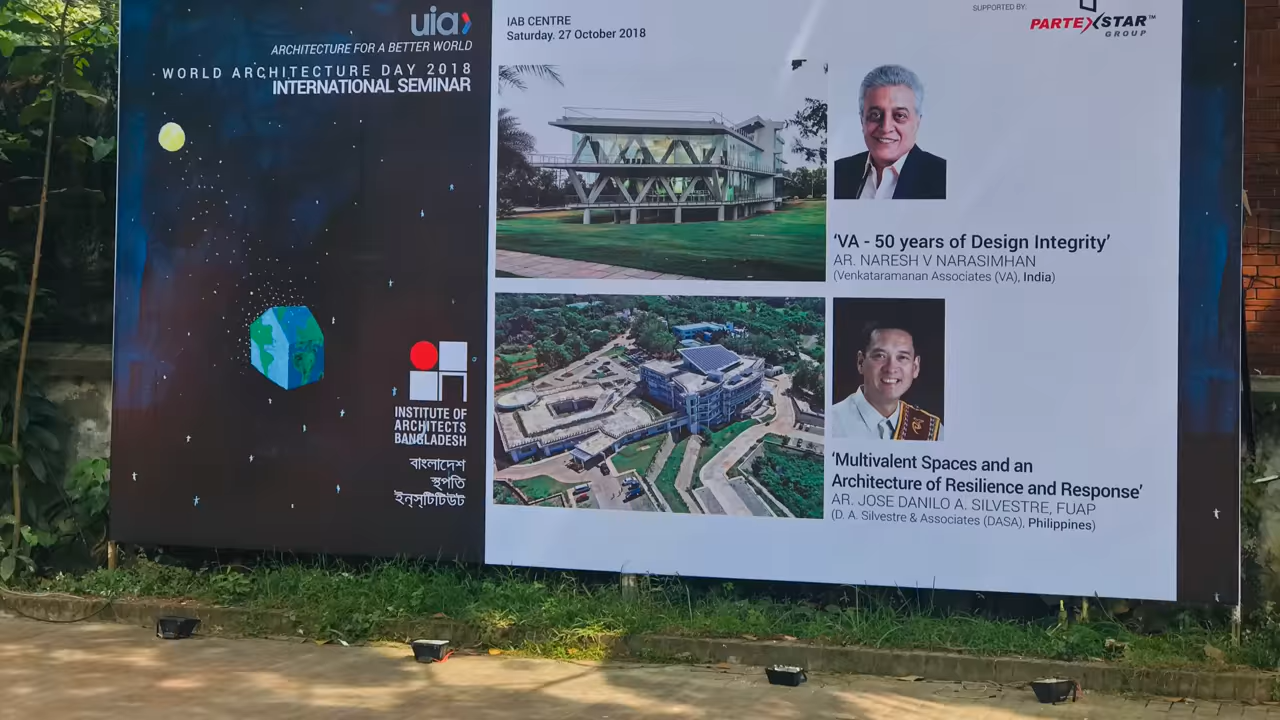 uia
ARCHITECTURE FOR A BETTER WORLD
WORLD ARCHITECTURE DAY 2018
INTERNATIONAL SEMINAR
INSTITUTE OF
ARCHITECTS
BANGLADESH
বাংলাদেশ
স্থপতি
ইন্স্টিটিউট
IAB CENTRE
Saturday. 27 October 2018
SUPPORTED BY:
PARTEX STAR™
GROUP
‘VA - 50 years of Design Integrity’
AR. NARESH V NARASIMHAN
(Venkataramanan Associates (VA), India)
‘Multivalent Spaces and an
Architecture of Resilience and Response’
AR. JOSE DANILO A. SILVESTRE, FUAP
(D. A. Silvestre & Associates (DASA), Philippines)